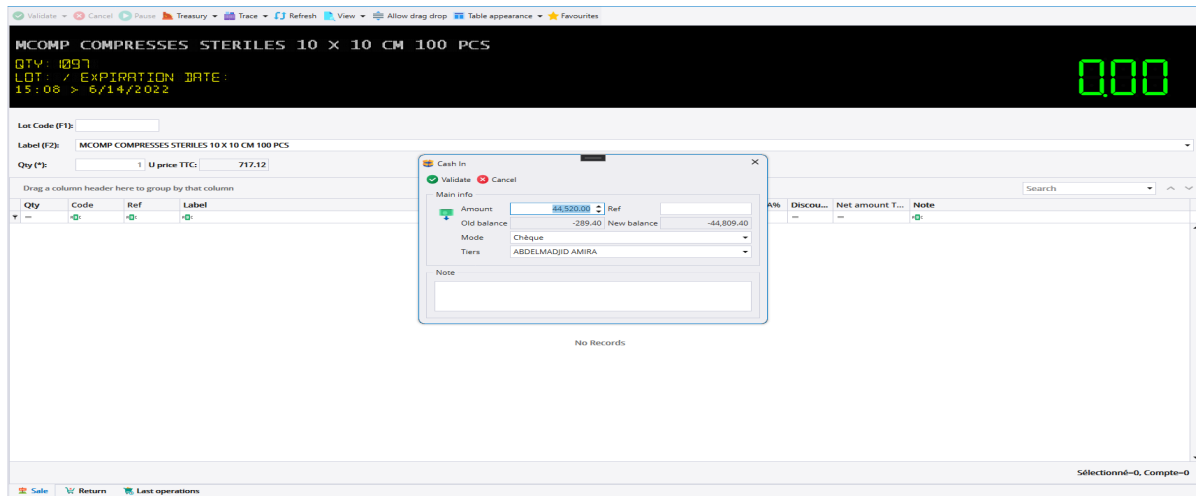 Validate Cancel Pause Treasury Trace Refresh View Allow drag drop Table appearance Favourites
MCOMP COMPRESSES STERILES 10 X 10 CM 100 PCS
QTY: 1097
LOT: / EXPIRATION DATE:
15:08 > 6/14/2022
0.00
Lot Code (F1):
Label (F2): MCOMP COMPRESSES STERILES 10 X 10 CM 100 PCS
Qty (*): 1 U price TTC: 717.12
Drag a column header here to group by that column
Search
Qty Code Ref Label
A% Discou... Net amount T... Note
Cash In
Validate Cancel
Main info
Amount 44,520.00 Ref
Old balance -289.40 New balance -44,809.40
Mode Chèque
Tiers ABDELMADJID AMIRA
Note
No Records
Sélectionné=0, Compte=0
Sale Return Last operations